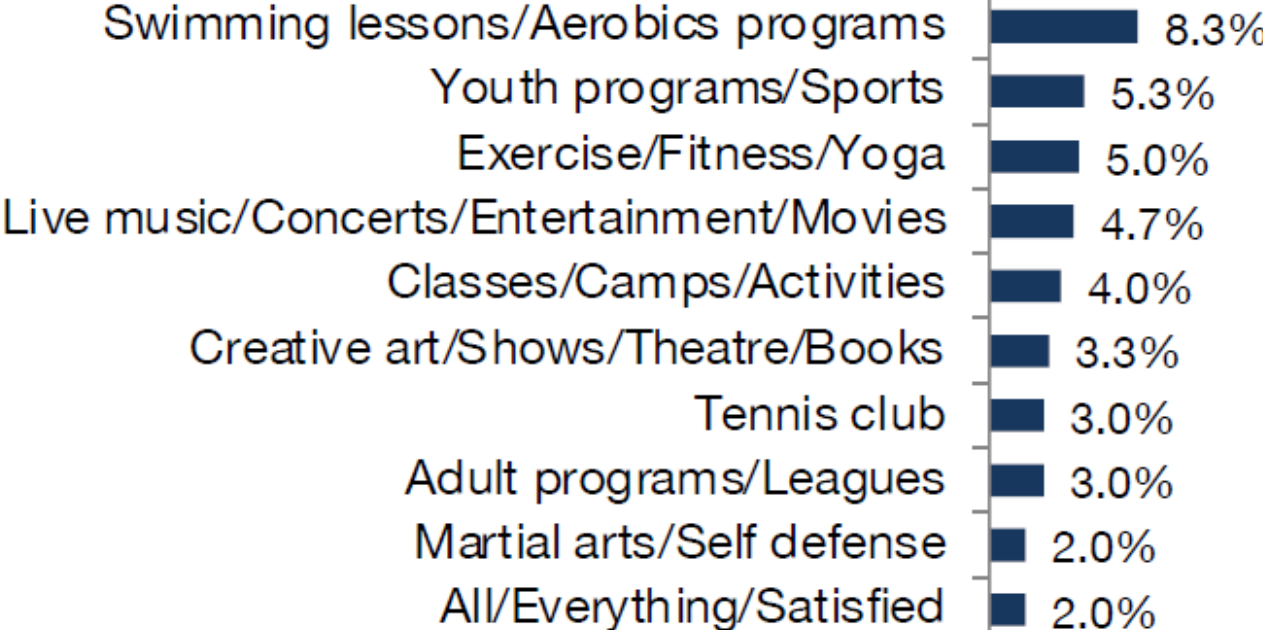 Swimming lessons/Aerobics programs 8.3%
Youth programs/Sports 5.3%
Exercise/Fitness/Yoga 5.0%
Live music/Concerts/Entertainment/Movies 4.7%
Classes/Camps/Activities 4.0%
Creative art/Shows/Theatre/Books 3.3%
Tennis club 3.0%
Adult programs/Leagues 3.0%
Martial arts/Self defense 2.0%
All/Everything/Satisfied 2.0%